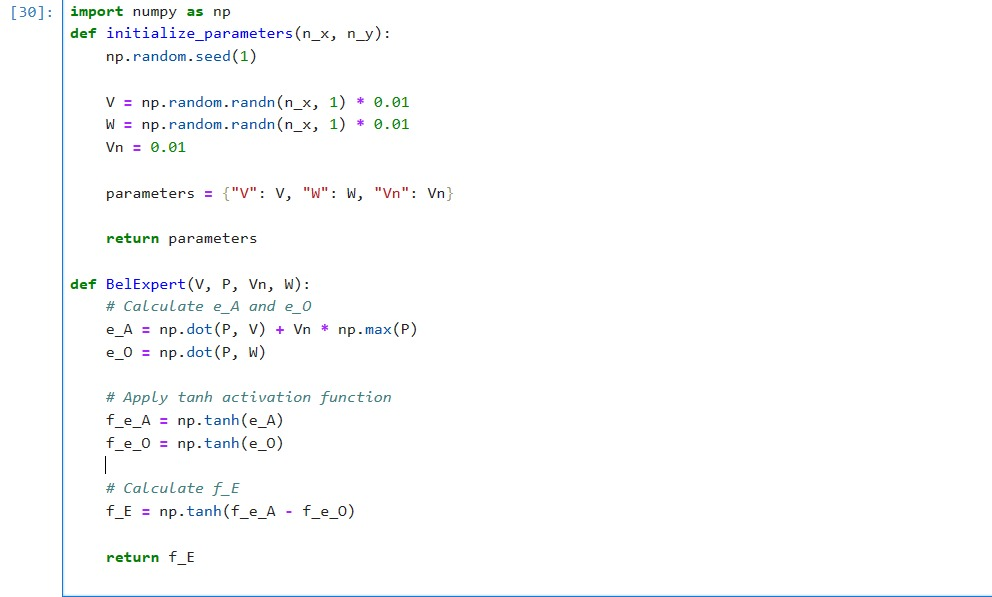 [30]: import numpy as np
def initialize_parameters(n_x, n_y):
    np.random.seed(1)
    V = np.random.randn(n_x, 1) * 0.01
    W = np.random.randn(n_x, 1) * 0.01
    Vn = 0.01
    parameters = {"V": V, "W": W, "Vn": Vn}
    return parameters
def BelExpert(V, P, Vn, W):
    # Calculate e_A and e_O
    e_A = np.dot(P, V) + Vn * np.max(P)
    e_O = np.dot(P, W)
    # Apply tanh activation function
    f_e_A = np.tanh(e_A)
    f_e_O = np.tanh(e_O)
    # Calculate f_E
    f_E = np.tanh(f_e_A - f_e_O)
    return f_E